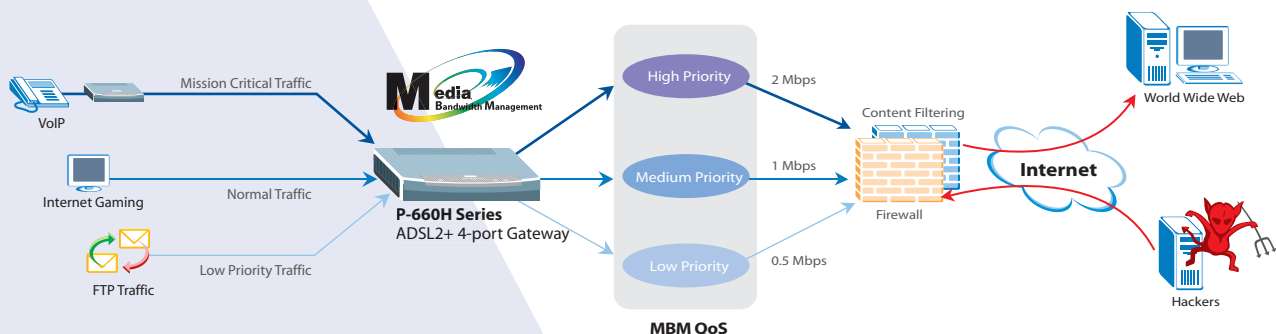 VoIP
Mission Critical Traffic
Internet Gaming
Normal Traffic
FTP Traffic
Low Priority Traffic
Media
Bandwidth Management
P-660H Series
ADSL2+ 4-port Gateway
High Priority
Medium Priority
Low Priority
MBM QoS
2 Mbps
1 Mbps
0.5 Mbps
Content Filtering
Firewall
Internet
World Wide Web
Hackers